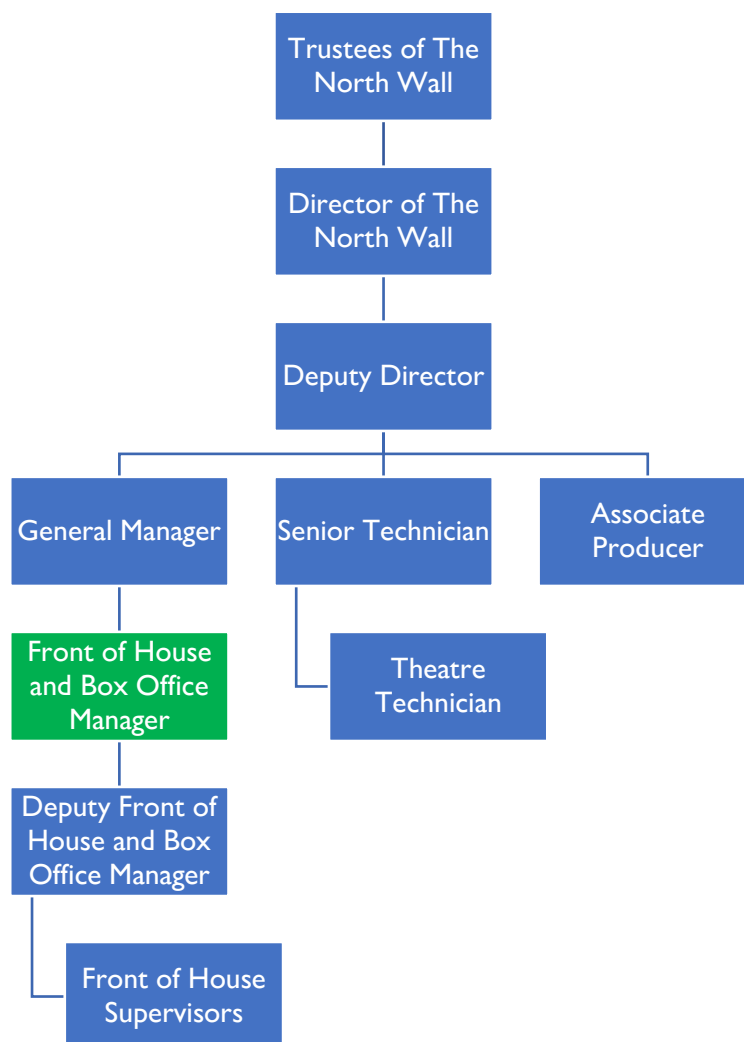 Trustees of The
North Wall
Director of The
North Wall
Deputy Director
General Manager
Senior Technician
Associate
Producer
Front of House
and Box Office
Manager
Theatre
Technician
Deputy Front of
House and Box
Office Manager
Front of House
Supervisors